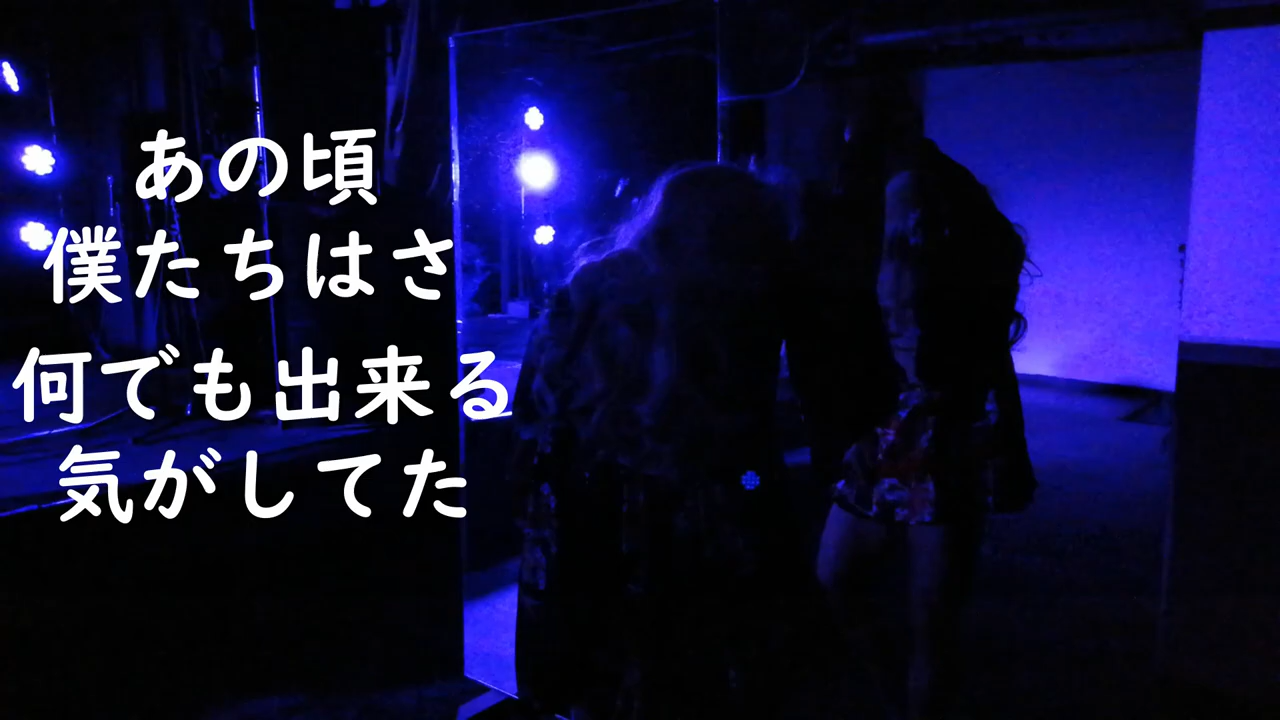 あの頃
僕たちはさ
何でも出来る
気がしてた